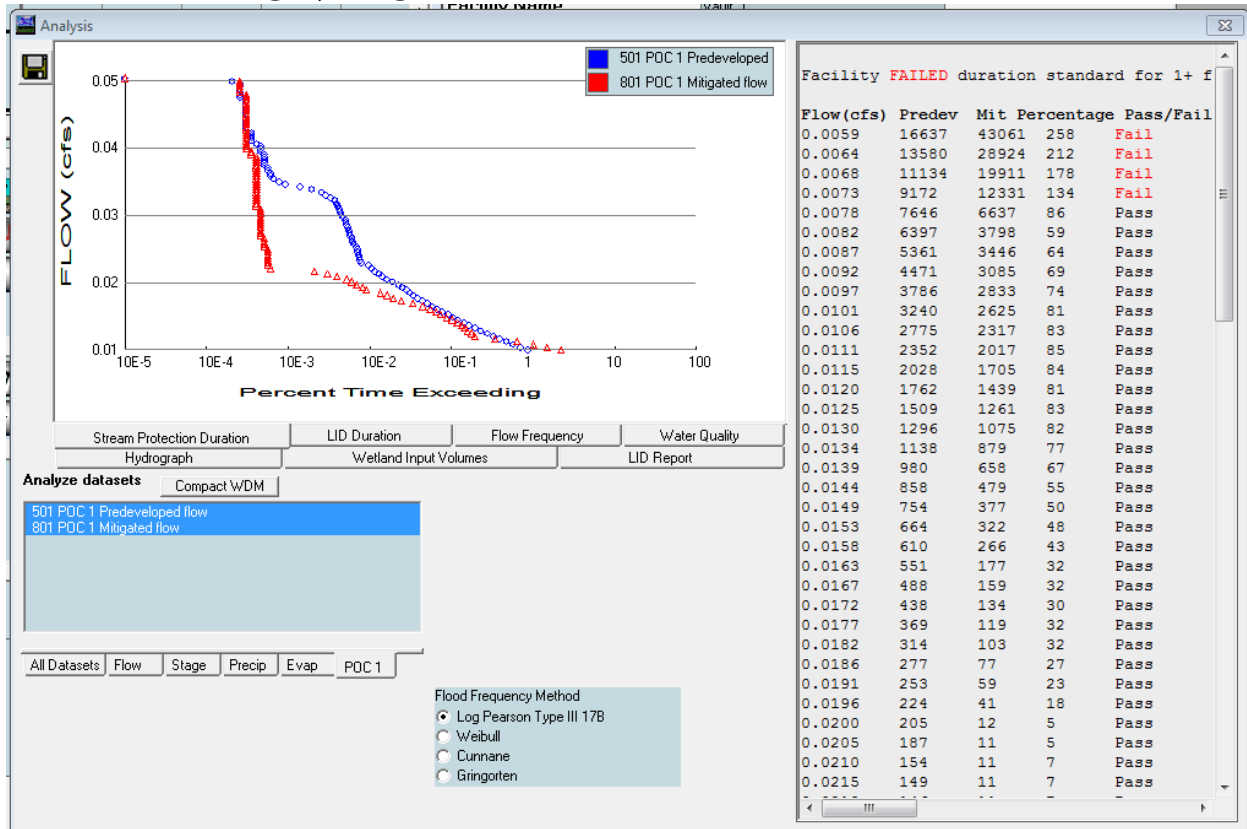 Facility Name
Vault
Analysis
501 POC 1 Predeveloped
801 POC 1 Mitigated flow
FLOW (cfs)
0.05
0.04
0.03
0.02
0.01
10E-5 10E-4 10E-3 10E-2 10E-1 1 10 100
Percent Time Exceeding
Stream Protection Duration LID Duration Flow Frequency Water Quality
Hydrograph Wetland Input Volumes LID Report
Analyze datasets Compact WDM
501 POC 1 Predeveloped flow
801 POC 1 Mitigated flow
All Datasets Flow Stage Precip Evap POC 1
Flood Frequency Method
Log Pearson Type III 17B
Weibull
Cunnane
Gringorten
Facility FAILED duration standard for 1+ f
Flow(cfs) Predev Mit Percentage Pass/Fail
0.0059 16637 43061 258 Fail
0.0064 13580 28924 212 Fail
0.0068 11134 19911 178 Fail
0.0073 9172 12331 134 Fail
0.0078 7646 6637 86 Pass
0.0082 6397 3798 59 Pass
0.0087 5361 3446 64 Pass
0.0092 4471 3085 69 Pass
0.0097 3786 2833 74 Pass
0.0101 3240 2625 81 Pass
0.0106 2775 2317 83 Pass
0.0111 2352 2017 85 Pass
0.0115 2028 1705 84 Pass
0.0120 1762 1439 81 Pass
0.0125 1509 1261 83 Pass
0.0130 1296 1075 82 Pass
0.0134 1138 879 77 Pass
0.0139 980 658 67 Pass
0.0144 858 479 55 Pass
0.0149 754 377 50 Pass
0.0153 664 322 48 Pass
0.0158 610 266 43 Pass
0.0163 551 177 32 Pass
0.0167 488 159 32 Pass
0.0172 438 134 30 Pass
0.0177 369 119 32 Pass
0.0182 314 103 32 Pass
0.0186 277 77 27 Pass
0.0191 253 59 23 Pass
0.0196 224 41 18 Pass
0.0200 205 12 5 Pass
0.0205 187 11 5 Pass
0.0210 154 11 7 Pass
0.0215 149 11 7 Pass